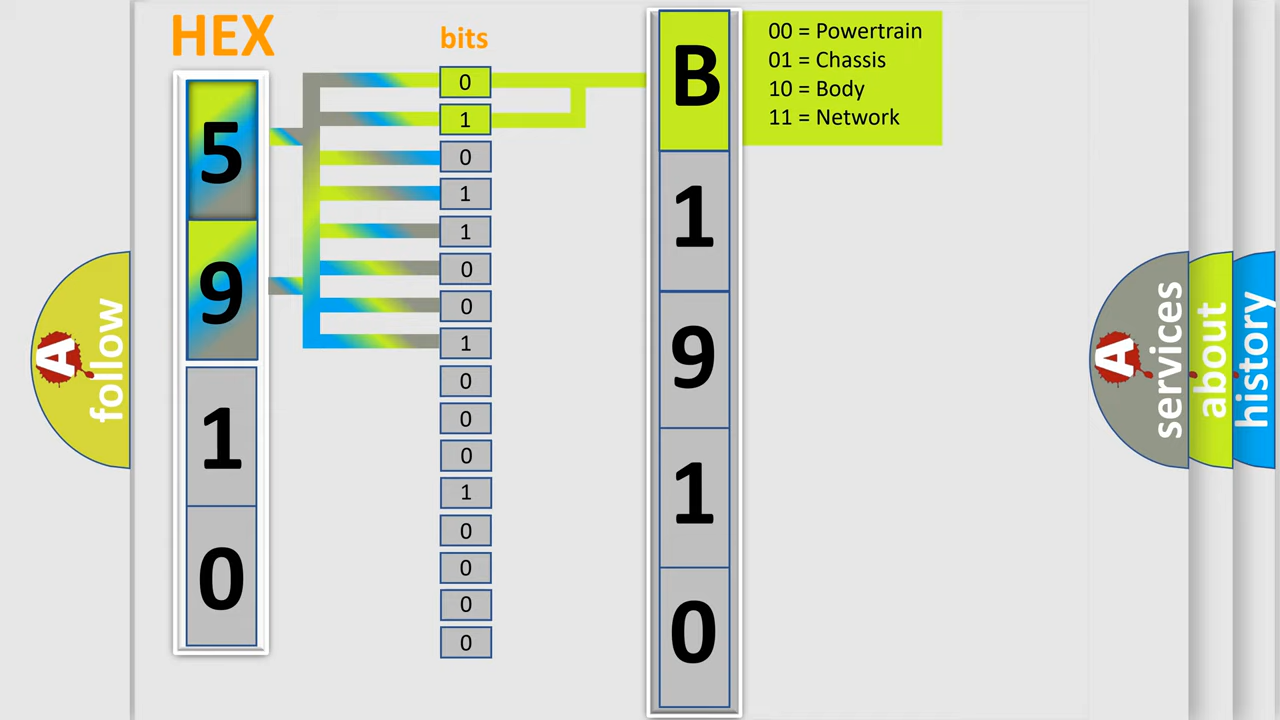 HEX
bits
5
9
1
0
0
1
0
1
1
0
0
1
0
0
0
1
0
0
0
0
B
1
9
1
0
00 = Powertrain
01 = Chassis
10 = Body
11 = Network
A
follow
A
services
about
history